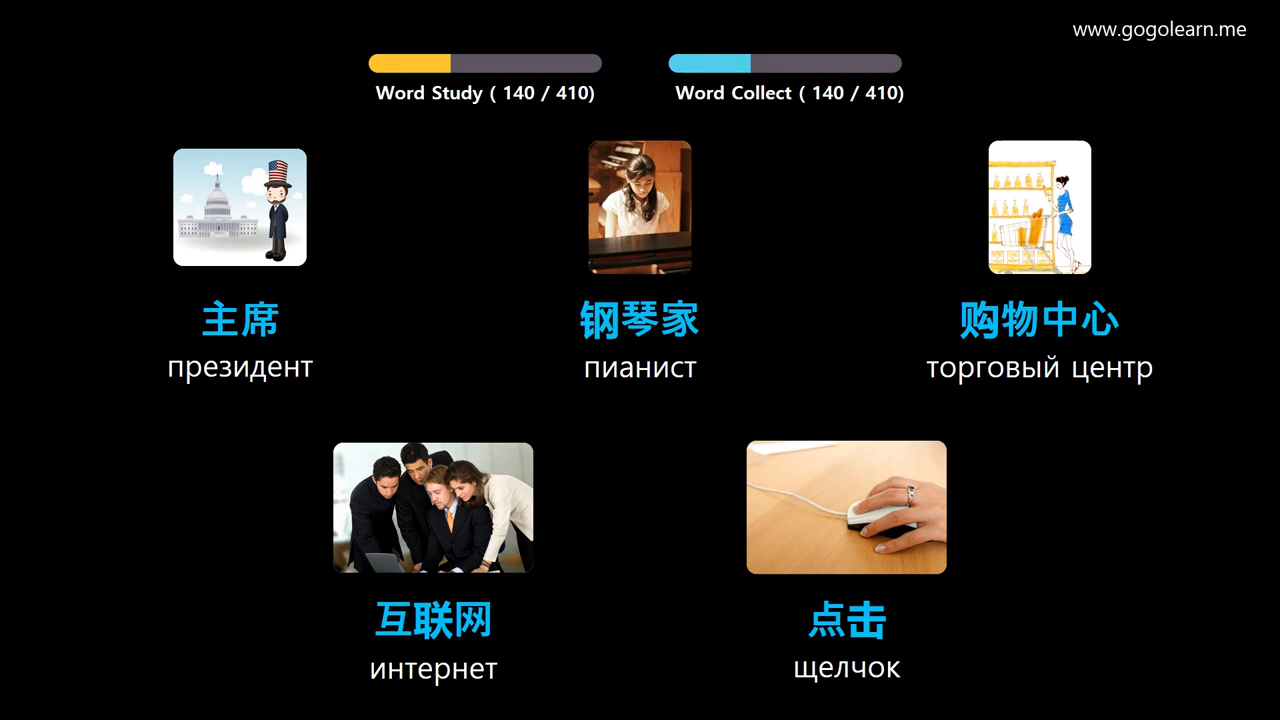 www.gogolearn.me
Word Study ( 140 / 410)
Word Collect ( 140 / 410)
主席
президент
钢琴家
пианист
购物中心
торговый центр
互联网
интернет
点击
щелчок